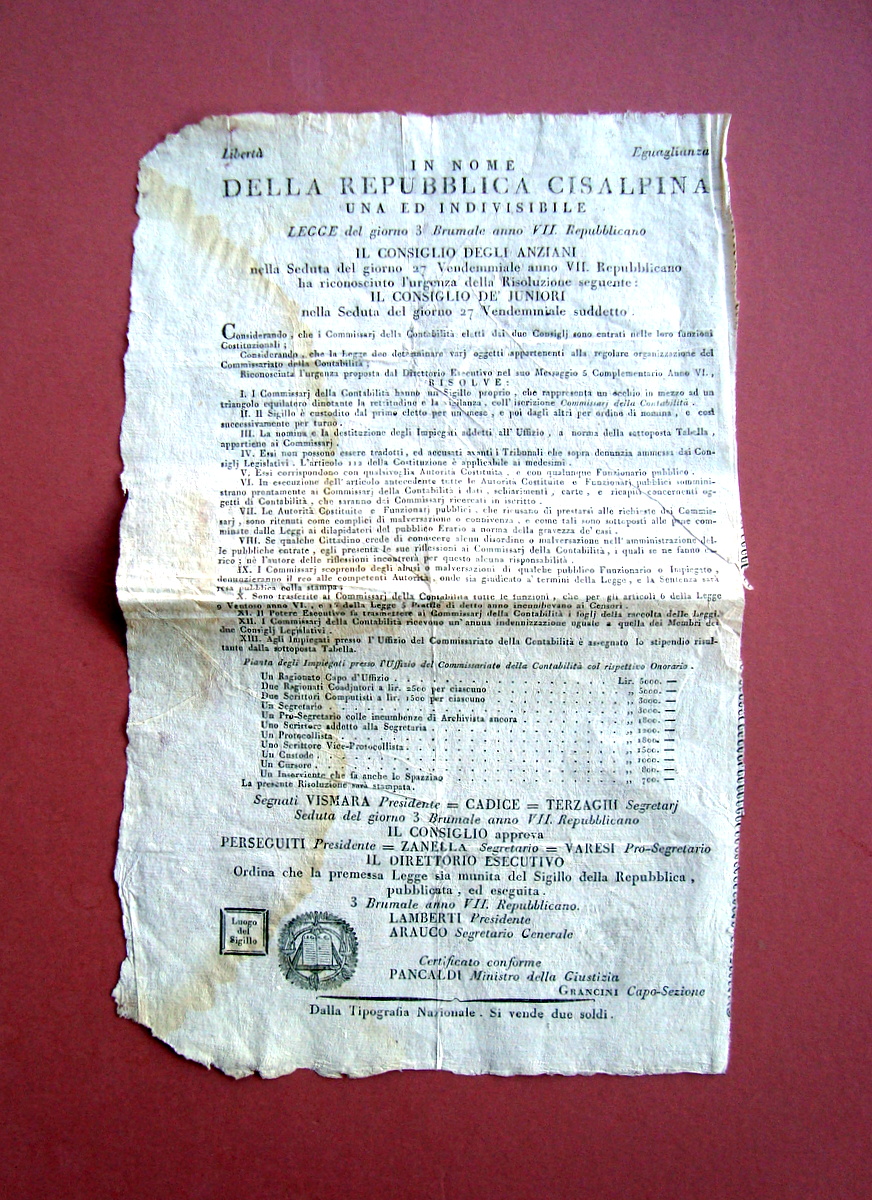 Libertà Eguaglianza
IN NOME
DELLA REPUBBLICA CISALPINA
UNA ED INDIVISIBILE
LEGGE del giorno 3 Brumale anno VII. Repubblicano
IL CONSIGLIO DEGLI ANZIANI
nella Seduta del giorno 27 Vendemmiale anno VII. Repubblicano
ha riconosciuto l'urgenza della Risoluzione seguente:
IL CONSIGLIO DE' JUNIORI
nella Seduta del giorno 27 Vendemmiale suddetto.
Considerando, che i Commissarj della Contabilità eletti dai due Consiglj sono entrati nelle loro funzioni
Costituzionali;
Considerando, che la Legge dee determinare varj oggetti appartenenti alla regolare organizzazione del
Commissariato della Contabilità;
Riconosciuta l'urgenza proposta dal Direttorio Esecutivo nel suo Messaggio 5 Complementario Anno VI.,
RISOLVE:
I. I Commissarj della Contabilità hanno un Sigillo proprio, che rappresenta un occhio in mezzo ad un
triangolo equilatero dinotante la rettitudine e la vigilanza, coll'iscrizione Commissarj della Contabilità.
II. Il Sigillo è custodito dal primo eletto per un mese, e poi dagli altri per ordine di nomina, e così
successivamente per turno.
III. La nomina e la destituzione degli Impiegati addetti all'Uffizio, a norma della sottoposta Tabella,
appartiene ai Commissarj.
IV. Essi non possono essere tradotti, ed accusati avanti i Tribunali che sopra denunzia ammessa dai Con-
siglj Legislativi. L'articolo 112 della Costituzione è applicabile ai medesimi.
V. Essi corrispondono con qualsivoglia Autorità Costituita, e con qualunque Funzionario pubblico.
VI. In esecuzione dell'articolo antecedente tutte le Autorità Costituite e Funzionarj pubblici sommini-
strano prontamente ai Commissarj della Contabilità i dati, schiarimenti, carte, e ricapiti concernenti og-
getti di Contabilità, che saranno dai Commissarj ricercati in iscritto.
VII. Le Autorità Costituite e Funzionarj pubblici, che ricusano di prestarsi alle richieste dei Commis-
sarj, sono ritenuti come complici di malversazione o connivenza, e come tali sono sottoposti alle pene com-
minate dalle Leggi ai dilapidatori del pubblico Erario a norma della gravezza de' casi.
VIII. Se qualche Cittadino crede di conoscere alcun disordine o malversazione nell'amministrazione del-
le pubbliche entrate, egli presenta le sue riflessioni ai Commissarj della Contabilità, i quali se ne fanno ca-
rico; nè l'autore delle riflessioni incontrerà per questo alcuna responsabilità.
IX. I Commissarj scoprendo degli abusi o malversazioni di qualche pubblico Funzionario o Impiegato,
denunzieranno il reo alle competenti Autorità, onde sia giudicato a' termini della Legge, e la Sentenza sarà
resa pubblica colla stampa.
X. Sono trasferite ai Commissarj della Contabilità tutte le funzioni, che per gli articoli 6 della Legge
o Ventoso anno VI., e 12 della Legge 5 Pratile di detto anno incumbevano ai Censori.
XI. Il Potere Esecutivo fa trasmettere ai Commissarj della Contabilità i fogli della raccolta delle Leggi.
XII. I Commissarj della Contabilità ricevono un'annua indennizzazione uguale a quella dei Membri dei
due Consiglj Legislativi.
XIII. Agli Impiegati presso l'Uffizio del Commissariato della Contabilità è assegnato lo stipendio risul-
tante dalla sottoposta Tabella.
Pianta degli Impiegati presso l'Uffizio del Commissariato della Contabilità col rispettivo Onorario.
Un Ragionato Capo d'Uffizio . . . Lir. 5000. —
Due Ragionati Coadjutori a lir. 2500 per ciascuno . . . „ 5000. —
Due Scrittori Computisti a lir. 1500 per ciascuno . . . „ 3000. —
Un Segretario . . . „ 3000. —
Un Pro-Segretario colle incumbenze di Archivista ancora . . . „ 1800. —
Uno Scrittore addetto alla Segretaria . . . „ 1200. —
Un Protocollista . . . „ 1800. —
Uno Scrittore Vice-Protocollista . . . „ 1500. —
Un Custode . . . „ 1000. —
Un Cursore . . . „ 800. —
Un Inserviente che fa anche lo Spazzino . . . „ 700. —
La presente Risoluzione sarà stampata.
Segnati VISMARA Presidente = CADICE = TERZAGHI Segretarj
Seduta del giorno 3 Brumale anno VII. Repubblicano
IL CONSIGLIO approva
PERSEGUITI Presidente = ZANELLA Segretario = VARESI Pro-Segretario
IL DIRETTORIO ESECUTIVO
Ordina che la premessa Legge sia munita del Sigillo della Repubblica,
pubblicata, ed eseguita.
3 Brumale anno VII. Repubblicano.
LAMBERTI Presidente
ARAUCO Segretario Generale
Luogo
del
Sigillo
Certificato conforme
PANCALDI Ministro della Giustizia
GRANCINI Capo-Sezione
Dalla Tipografia Nazionale. Si vende due soldi.